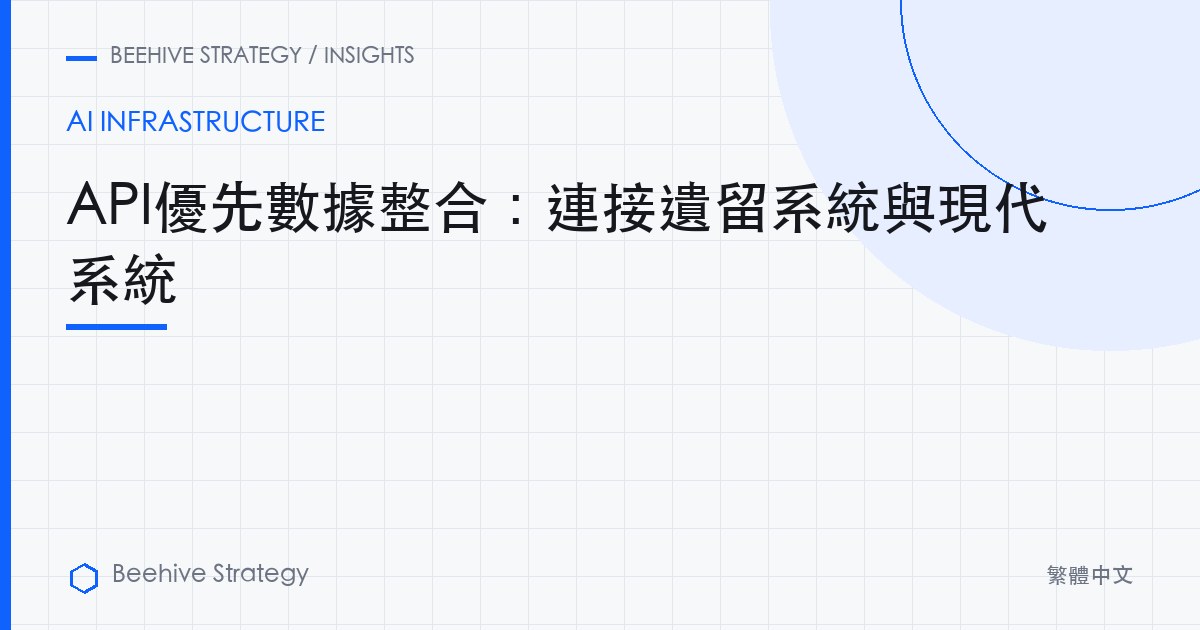 BEEHIVE STRATEGY / INSIGHTS
AI INFRASTRUCTURE
API優先數據整合：連接遺留系統與現代
系統
Beehive Strategy
繁體中文